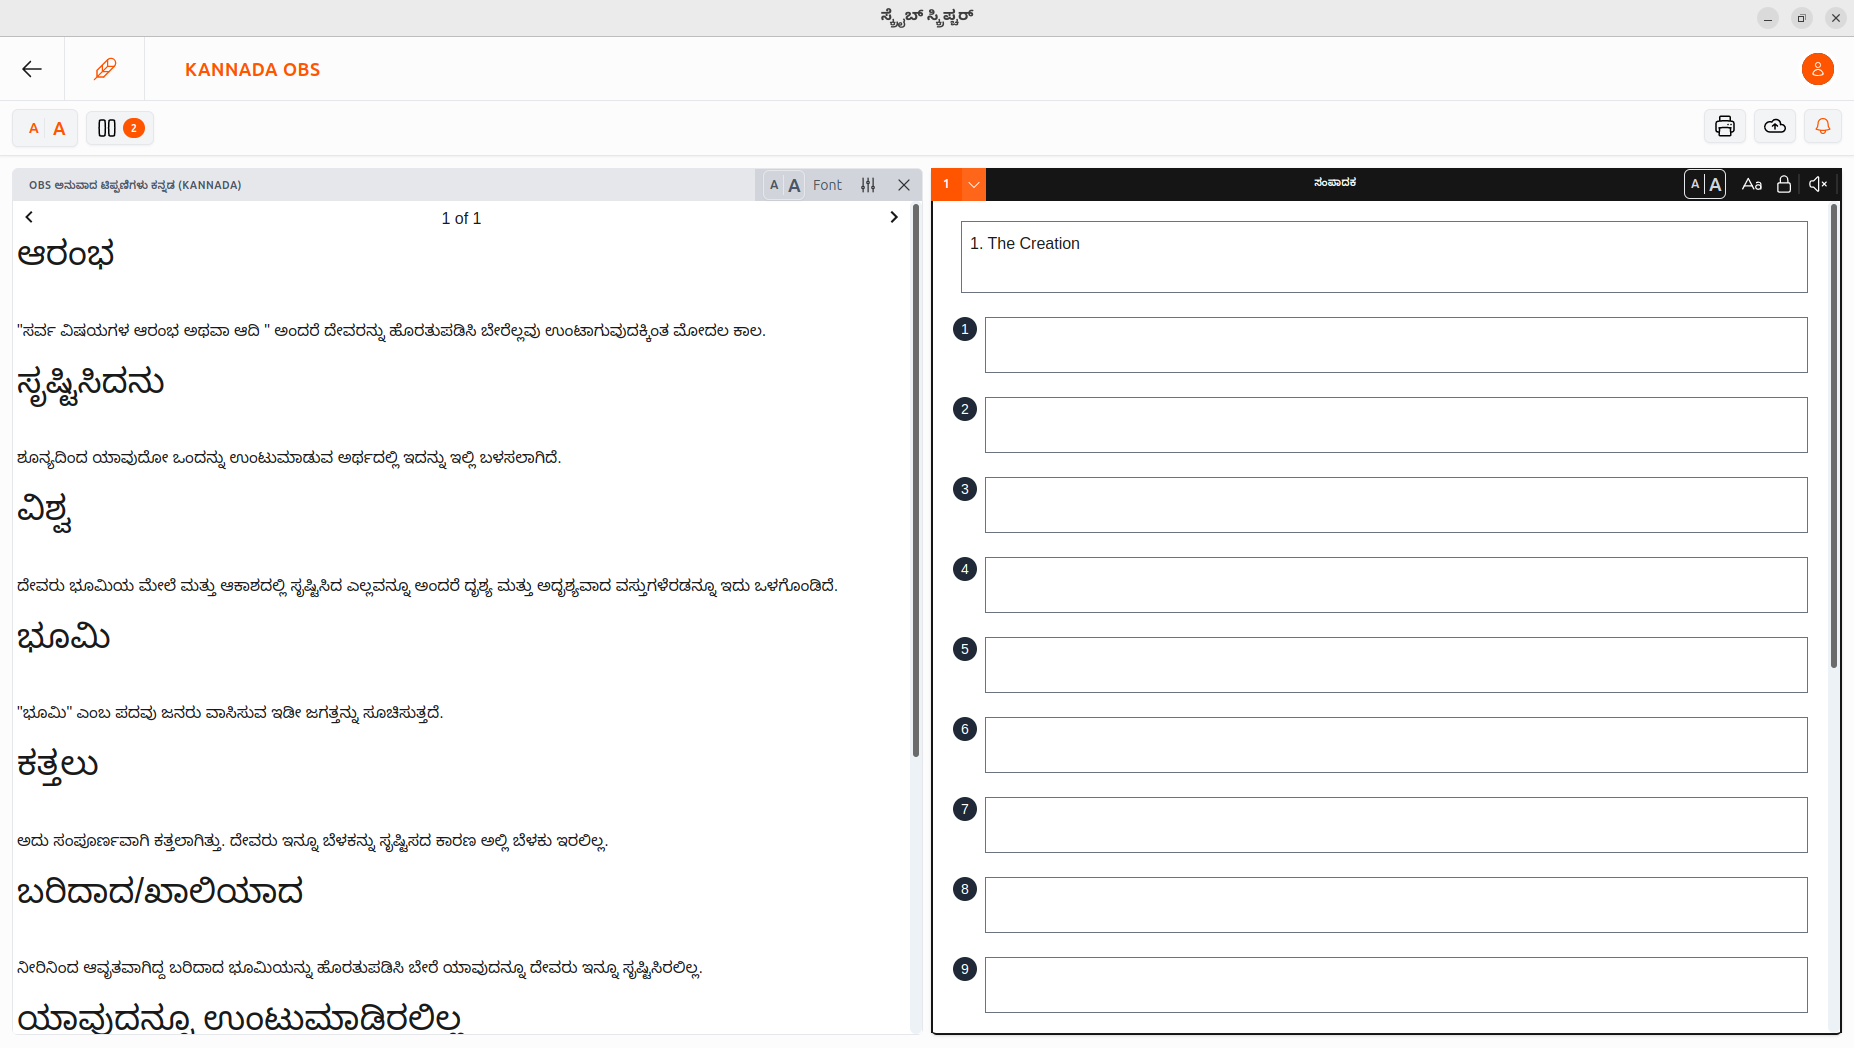 ಸ್ಕ್ರೈಬ್ ಸ್ಕ್ರಿಪ್ಚರ್
KANNADA OBS
A A 2
OBS ಅನುವಾದ ಟಿಪ್ಪಣಿಗಳು ಕನ್ನಡ (KANNADA) A A Font
1 of 1
ಆರಂಭ
"ಸರ್ವ ವಿಷಯಗಳ ಆರಂಭ ಅಥವಾ ಆದಿ " ಅಂದರೆ ದೇವರನ್ನು ಹೊರತುಪಡಿಸಿ ಬೇರೆಲ್ಲವು ಉಂಟಾಗುವುದಕ್ಕಿಂತ ಮೋದಲ ಕಾಲ.
ಸೃಷ್ಟಿಸಿದನು
ಶೂನ್ಯದಿಂದ ಯಾವುದೋ ಒಂದನ್ನು ಉಂಟುಮಾಡುವ ಅರ್ಥದಲ್ಲಿ ಇದನ್ನು ಇಲ್ಲಿ ಬಳಸಲಾಗಿದೆ.
ವಿಶ್ವ
ದೇವರು ಭೂಮಿಯ ಮೇಲೆ ಮತ್ತು ಆಕಾಶದಲ್ಲಿ ಸೃಷ್ಟಿಸಿದ ಎಲ್ಲವನ್ನೂ ಅಂದರೆ ದೃಶ್ಯ ಮತ್ತು ಅದೃಶ್ಯವಾದ ವಸ್ತುಗಳೆರಡನ್ನೂ ಇದು ಒಳಗೊಂಡಿದೆ.
ಭೂಮಿ
"ಭೂಮಿ" ಎಂಬ ಪದವು ಜನರು ವಾಸಿಸುವ ಇಡೀ ಜಗತ್ತನ್ನು ಸೂಚಿಸುತ್ತದೆ.
ಕತ್ತಲು
ಅದು ಸಂಪೂರ್ಣವಾಗಿ ಕತ್ತಲಾಗಿತ್ತು. ದೇವರು ಇನ್ನೂ ಬೆಳಕನ್ನು ಸೃಷ್ಟಿಸದ ಕಾರಣ ಅಲ್ಲಿ ಬೆಳಕು ಇರಲಿಲ್ಲ.
ಬರಿದಾದ/ಖಾಲಿಯಾದ
ನೀರಿನಿಂದ ಆವೃತವಾಗಿದ್ದ ಬರಿದಾದ ಭೂಮಿಯನ್ನು ಹೊರತುಪಡಿಸಿ ಬೇರೆ ಯಾವುದನ್ನೂ ದೇವರು ಇನ್ನೂ ಸೃಷ್ಟಿಸಿರಲಿಲ್ಲ.
ಯಾವುದನ್ನೂ ಉಂಟುಮಾಡಿರಲಿಲ್ಲ
1 ಸಂಪಾದಕ A A Aa
1. The Creation
1
2
3
4
5
6
7
8
9